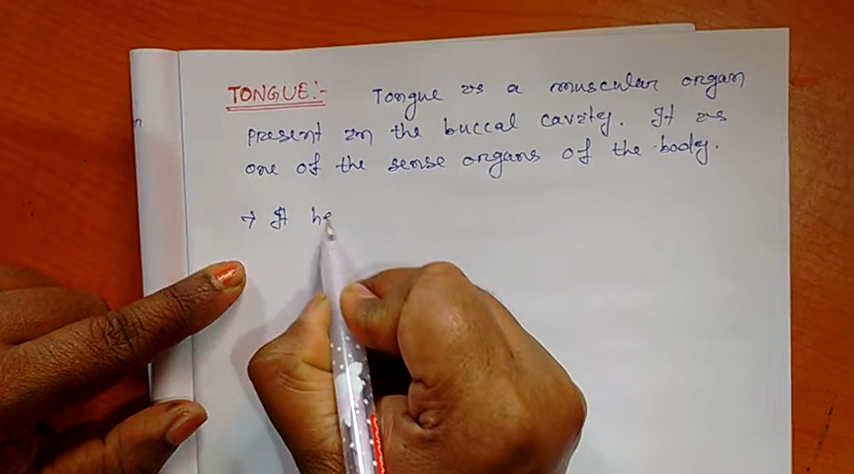 TONGUE:- Tongue is a muscular organ
present in the buccal cavity. It is
one of the sense organs of the body.
→ It he